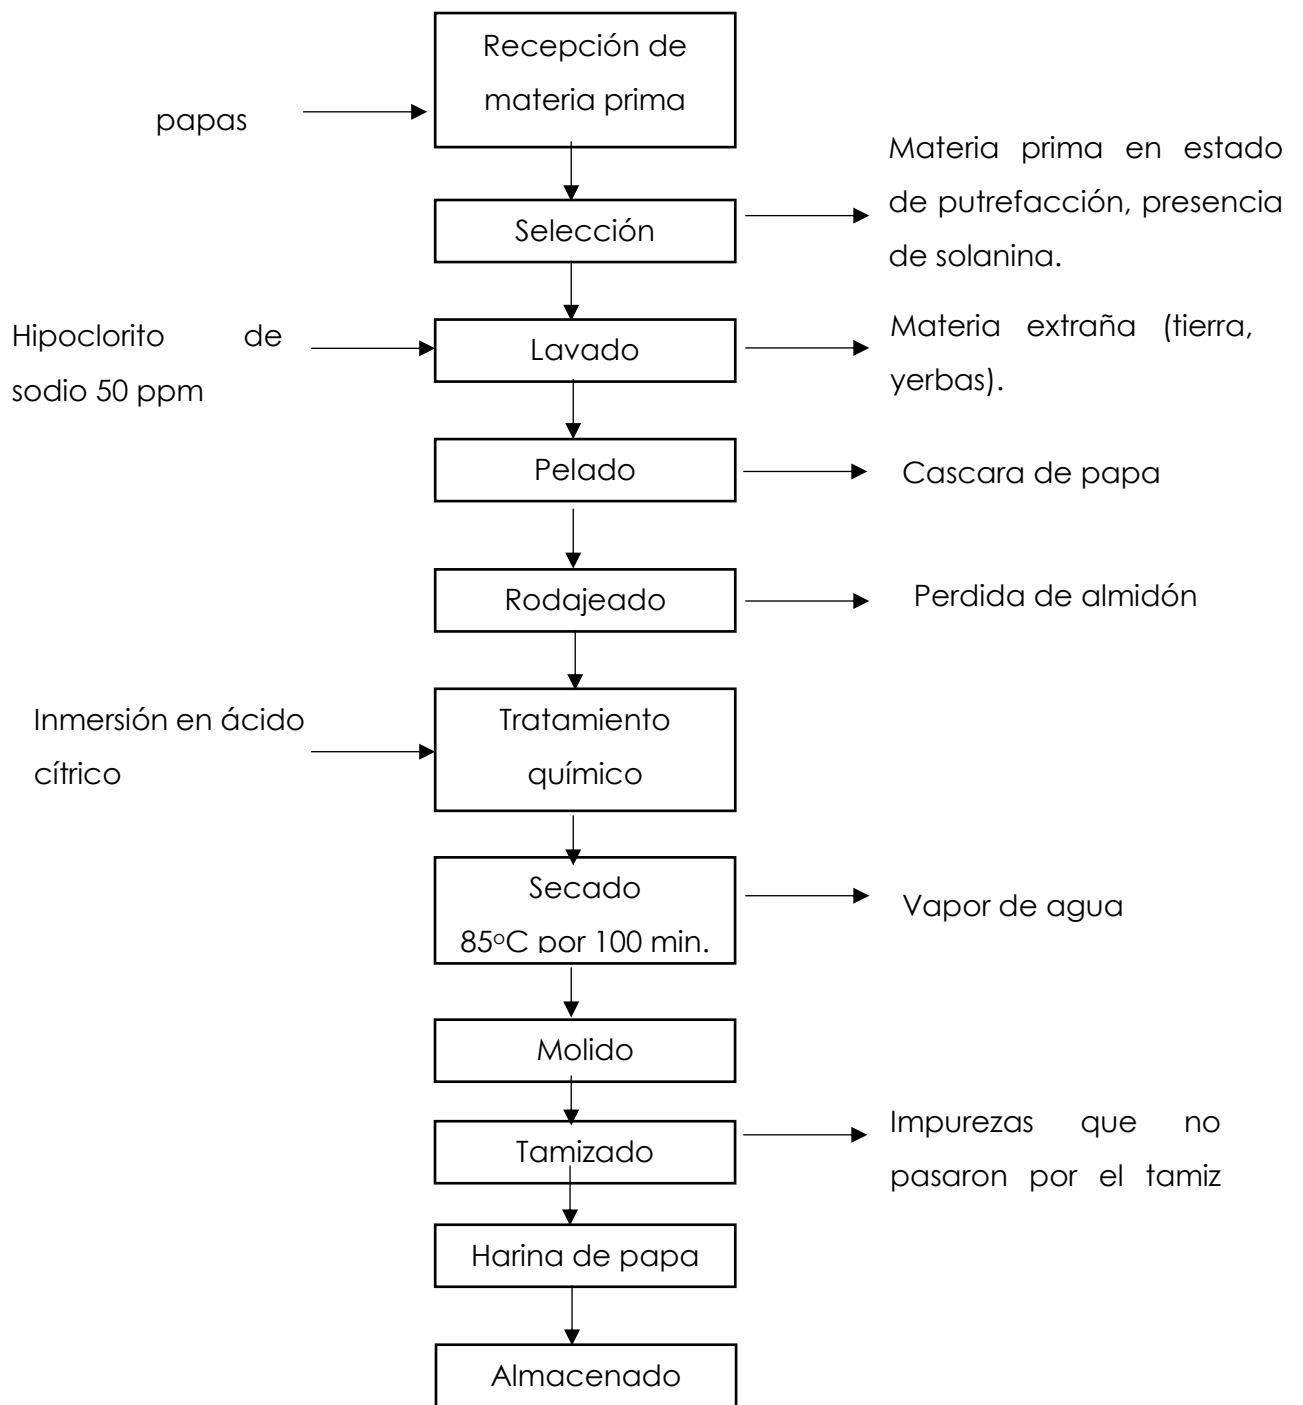 Recepción de
materia prima
papas
Materia prima en estado
de putrefacción, presencia
de solanina.
Selección
Hipoclorito de
sodio 50 ppm
Lavado
Materia extraña (tierra,
yerbas).
Pelado
Cascara de papa
Rodajeado
Perdida de almidón
Inmersión en ácido
cítrico
Tratamiento
químico
Secado
85°C por 100 min.
Vapor de agua
Molido
Tamizado
Impurezas que no
pasaron por el tamiz
Harina de papa
Almacenado